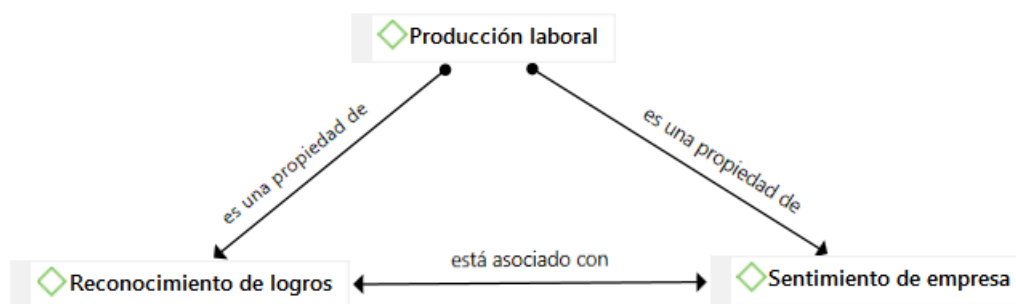 Producción laboral
es una propiedad de
es una propiedad de
está asociado con
Reconocimiento de logros
Sentimiento de empresa